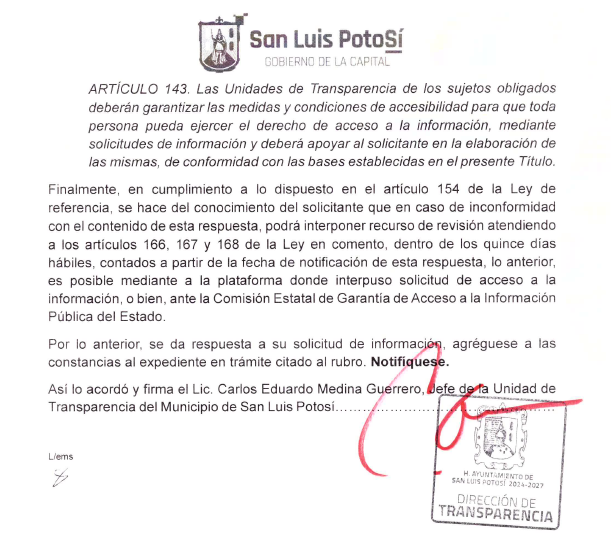 San Luis PotoSí
GOBIERNO DE LA CAPITAL
ARTÍCULO 143. Las Unidades de Transparencia de los sujetos obligados
deberán garantizar las medidas y condiciones de accesibilidad para que toda
persona pueda ejercer el derecho de acceso a la información, mediante
solicitudes de información y deberá apoyar al solicitante en la elaboración de
las mismas, de conformidad con las bases establecidas en el presente Título.
Finalmente, en cumplimiento a lo dispuesto en el artículo 154 de la Ley de
referencia, se hace del conocimiento del solicitante que en caso de inconformidad
con el contenido de esta respuesta, podrá interponer recurso de revisión atendiendo
a los artículos 166, 167 y 168 de la Ley en comento, dentro de los quince días
hábiles, contados a partir de la fecha de notificación de esta respuesta, lo anterior,
es posible mediante a la plataforma donde interpuso solicitud de acceso a la
información, o bien, ante la Comisión Estatal de Garantía de Acceso a la Información
Pública del Estado.
Por lo anterior, se da respuesta a su solicitud de información, agréguese a las
constancias al expediente en trámite citado al rubro. Notifíquese.
Así lo acordó y firma el Lic. Carlos Eduardo Medina Guerrero, Jefe de la Unidad de
Transparencia del Municipio de San Luis Potosí……………………………………
L/ems
H. AYUNTAMIENTO DE
SAN LUIS POTOSÍ 2024-2027
DIRECCIÓN DE
TRANSPARENCIA